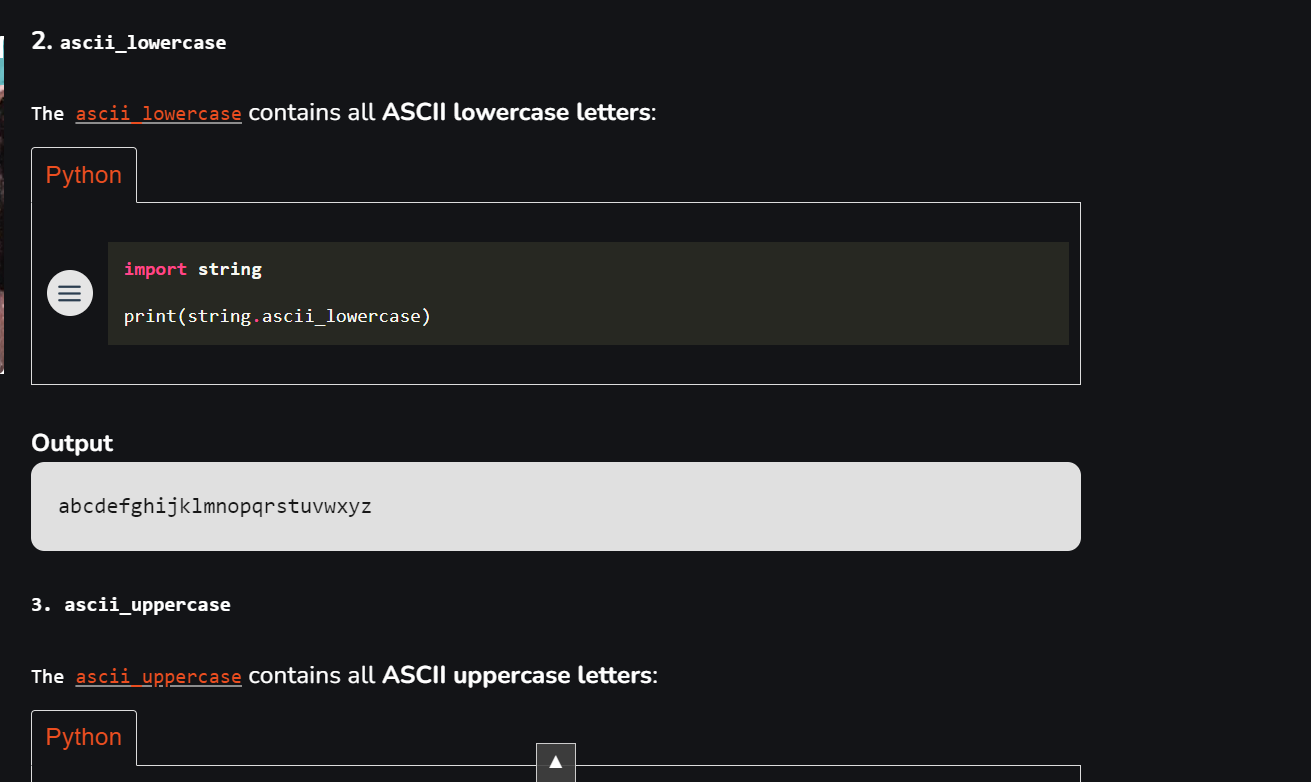 2. ascii_lowercase
The ascii_lowercase contains all ASCII lowercase letters:
Python
import string
print(string.ascii_lowercase)
Output
abcdefghijklmnopqrstuvwxyz
3. ascii_uppercase
The ascii_uppercase contains all ASCII uppercase letters:
Python